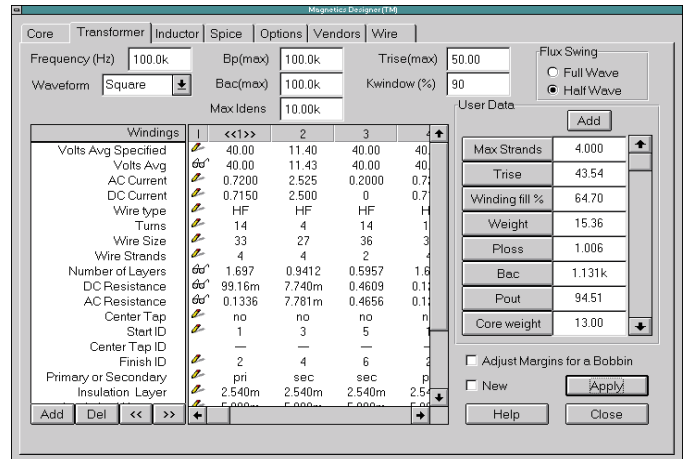 Magnetics Designer(TM)
Core Transformer Inductor Spice Options Vendors Wire
Frequency (Hz) 100.0k Bp(max) 100.0k Trise(max) 50.00 Flux Swing
Waveform Square Bac(max) 100.0k Kwindow (%) 90 Full Wave
Half Wave
Max Idens 10.00k
User Data
Add
Windings I <<1>> 2 3
Volts Avg Specified 40.00 11.40 40.00 40.
Volts Avg 40.00 11.43 40.00 40.
AC Current 0.7200 2.525 0.2000
DC Current 0.7150 2.500 0
Wire type HF HF HF
Turns 14 4 14
Wire Size 33 27 36
Wire Strands 4 4 2
Number of Layers 1.697 0.9412 0.5957 1.6
DC Resistance 99.16m 7.740m 0.4609
AC Resistance 0.1336 7.781m 0.4656
Center Tap no no no
Start ID 1 3 5
Center Tap ID — — —
Finish ID 2 4 6
Primary or Secondary pri sec sec
Insulation Layer 2.540m 2.540m 2.540m
Add Del << >>
Max Strands 4.000
Trise 43.54
Winding fill % 64.70
Weight 15.36
Ploss 1.006
Bac 1.131k
Pout 94.51
Core weight 13.00
Adjust Margins for a Bobbin
New Apply
Help Close